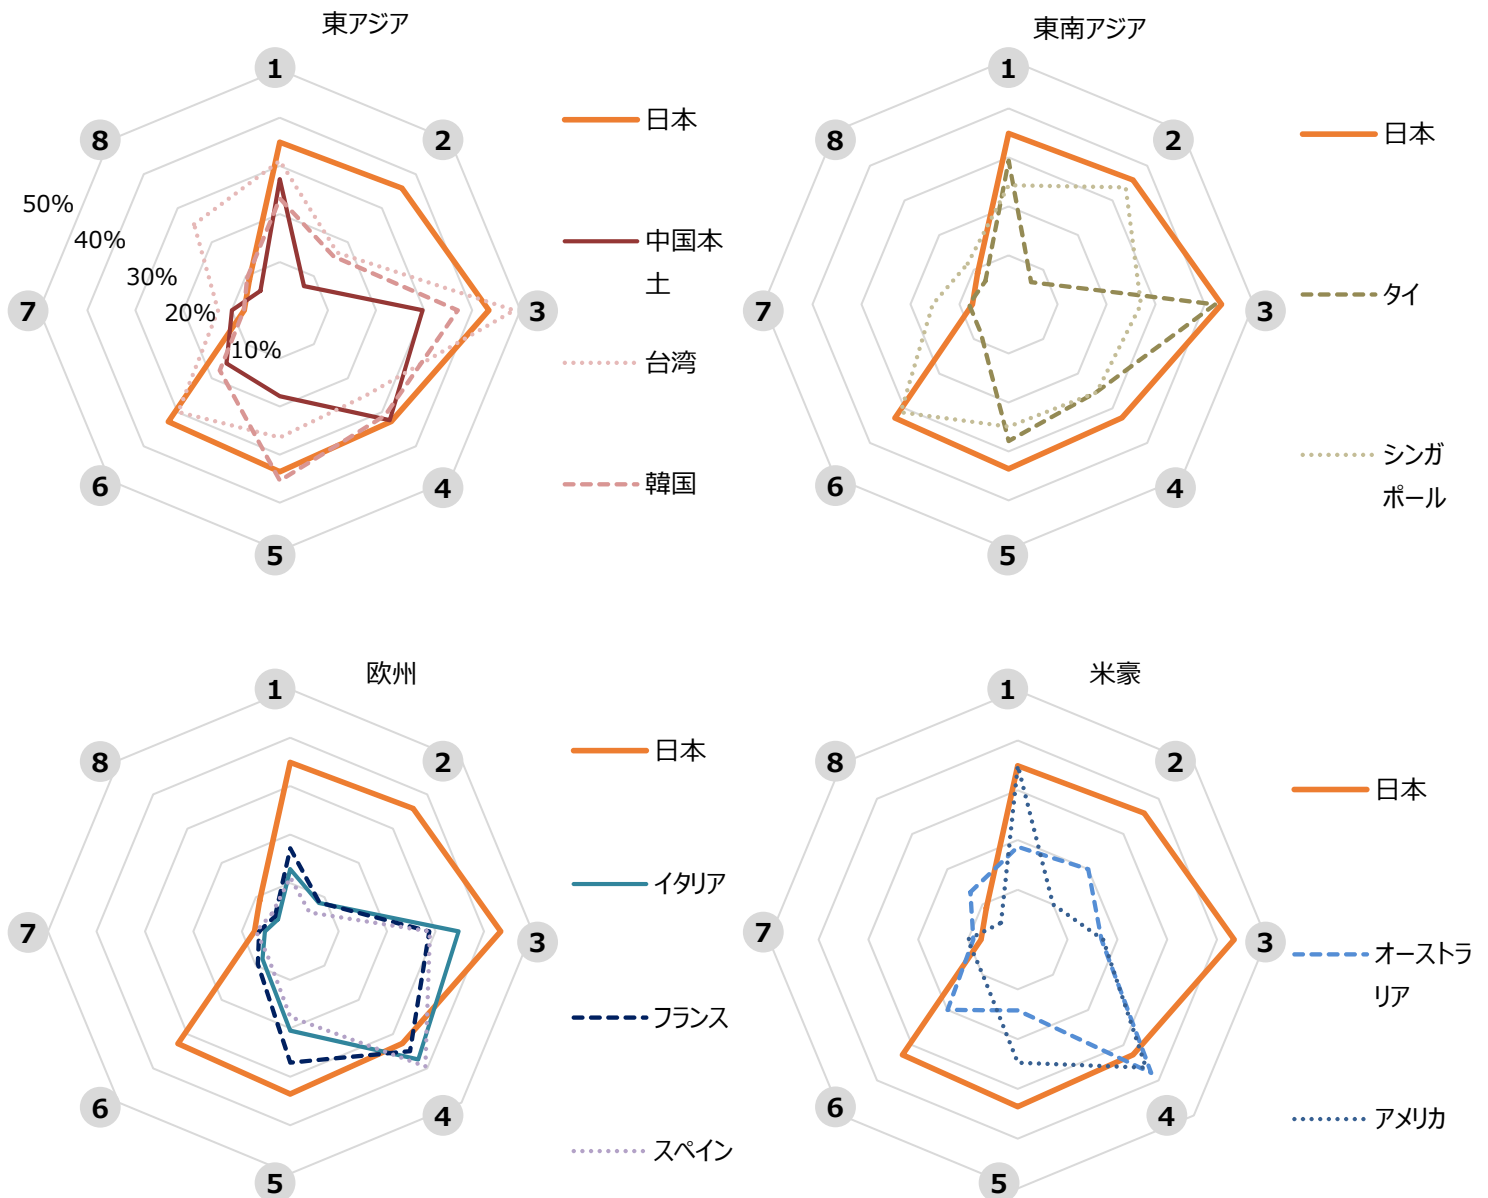 東アジア
1
2
3
4
5
6
7
8
50%
40%
30%
20%
10%
日本
中国本
土
台湾
韓国
東南アジア
1
2
3
4
5
6
7
8
日本
タイ
シンガ
ポール
欧州
1
2
3
4
5
6
7
8
日本
イタリア
フランス
スペイン
米豪
1
2
3
4
5
6
7
8
日本
オーストラ
リア
アメリカ